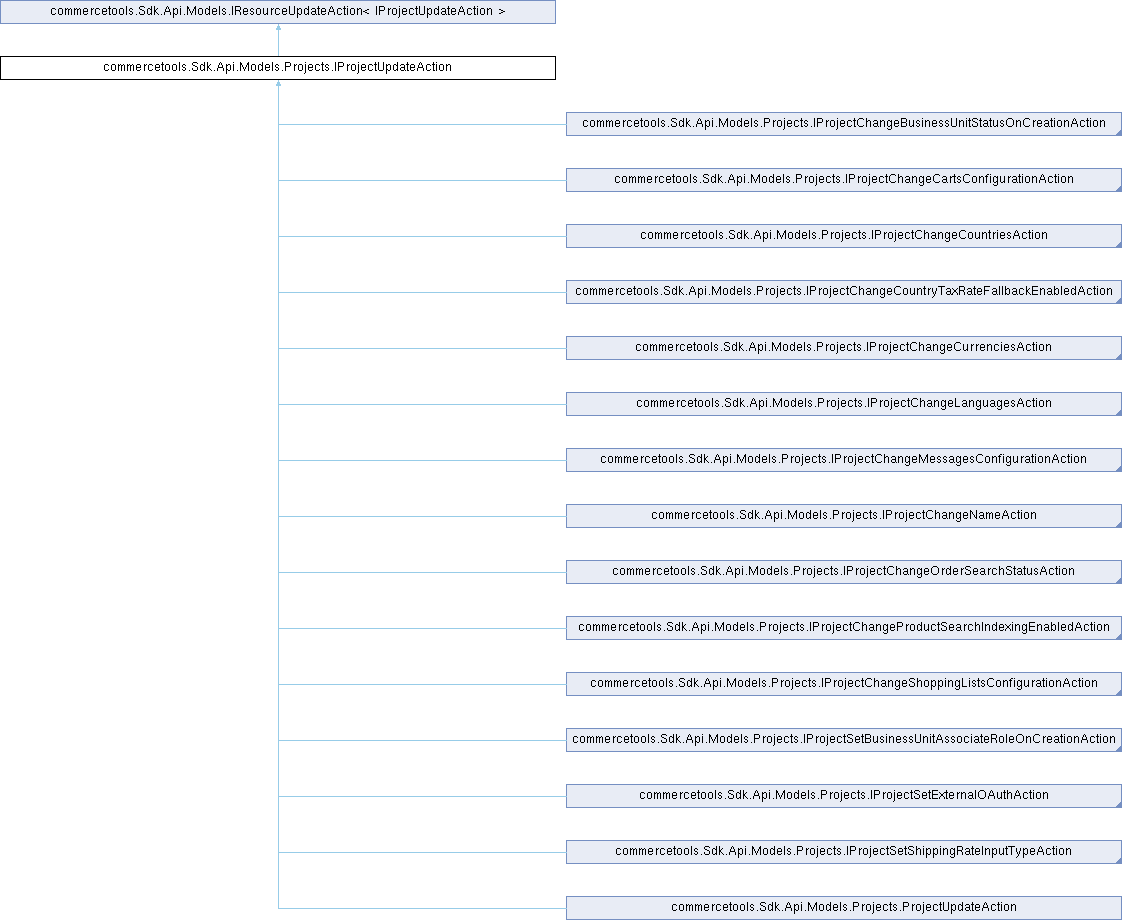 commercetools.Sdk.Api.Models.IResourceUpdateAction< IProjectUpdateAction >
commercetools.Sdk.Api.Models.Projects.IProjectUpdateAction
commercetools.Sdk.Api.Models.Projects.IProjectChangeBusinessUnitStatusOnCreationAction
commercetools.Sdk.Api.Models.Projects.IProjectChangeCartsConfigurationAction
commercetools.Sdk.Api.Models.Projects.IProjectChangeCountriesAction
commercetools.Sdk.Api.Models.Projects.IProjectChangeCountryTaxRateFallbackEnabledAction
commercetools.Sdk.Api.Models.Projects.IProjectChangeCurrenciesAction
commercetools.Sdk.Api.Models.Projects.IProjectChangeLanguagesAction
commercetools.Sdk.Api.Models.Projects.IProjectChangeMessagesConfigurationAction
commercetools.Sdk.Api.Models.Projects.IProjectChangeNameAction
commercetools.Sdk.Api.Models.Projects.IProjectChangeOrderSearchStatusAction
commercetools.Sdk.Api.Models.Projects.IProjectChangeProductSearchIndexingEnabledAction
commercetools.Sdk.Api.Models.Projects.IProjectChangeShoppingListsConfigurationAction
commercetools.Sdk.Api.Models.Projects.IProjectSetBusinessUnitAssociateRoleOnCreationAction
commercetools.Sdk.Api.Models.Projects.IProjectSetExternalOAuthAction
commercetools.Sdk.Api.Models.Projects.IProjectSetShippingRateInputTypeAction
commercetools.Sdk.Api.Models.Projects.ProjectUpdateAction